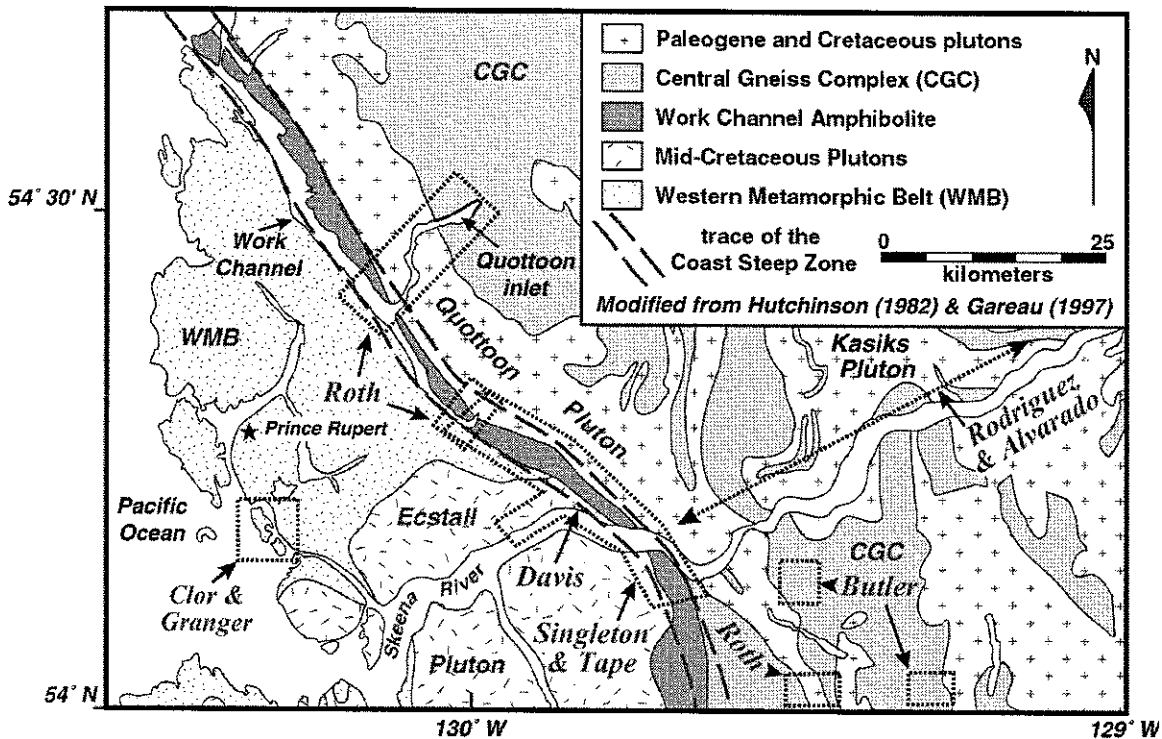 CGC
Paleogene and Cretaceous plutons
Central Gneiss Complex (CGC)
Work Channel Amphibolite
Mid-Cretaceous Plutons
Western Metamorphic Belt (WMB)
trace of the
Coast Steep Zone
N
0 25
kilometers
Modified from Hutchinson (1982) & Gareau (1997)
54° 30' N
Work
Channel
Quottoon
inlet
WMB
Quottoon
Pluton
Kasiks
Pluton
Rodriguez
& Alvarado
Roth
Prince Rupert
Pacific
Ocean
Ecstall
CGC
Butler
Clor &
Granger
Davis
Skeena
River
Singleton
& Tape
Roth
Pluton
54° N
130° W
129° W